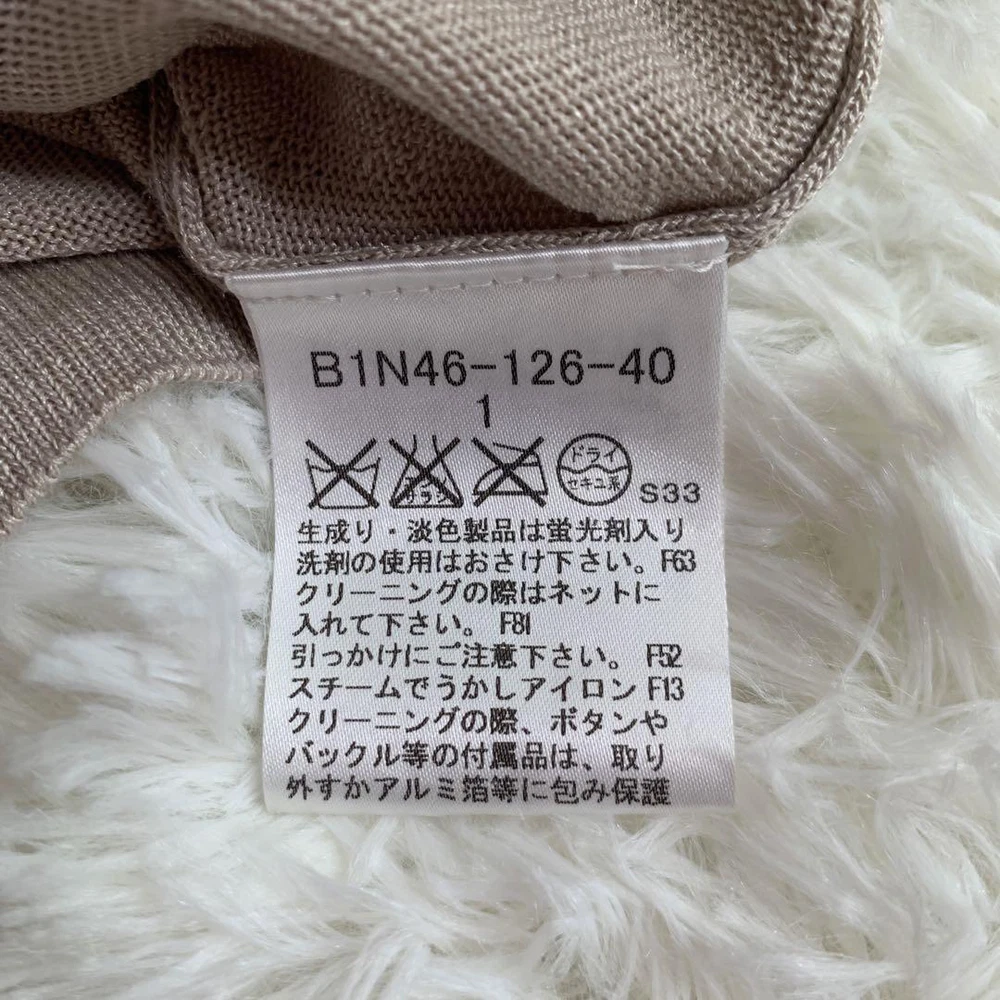 B1N46-126-40
1
サラシ ドライ
セキユ系 S33
生成り・淡色製品は蛍光剤入り
洗剤の使用はおさけ下さい。F63
クリーニングの際はネットに
入れて下さい。F81
引っかけにご注意下さい。F52
スチームでうかしアイロンF13
クリーニングの際、ボタンや
バックル等の付属品は、取り
外すかアルミ箔等に包み保護